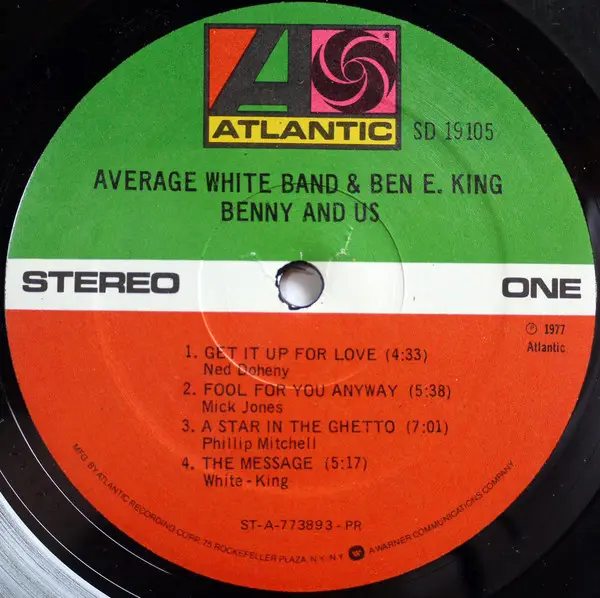 ATLANTIC
SD 19105
AVERAGE WHITE BAND & BEN E. KING
BENNY AND US
STEREO
ONE
℗ 1977
Atlantic
1. GET IT UP FOR LOVE (4:33)
Ned Doheny
2. FOOL FOR YOU ANYWAY (5:38)
Mick Jones
3. A STAR IN THE GHETTO (7:01)
Phillip Mitchell
4. THE MESSAGE (5:17)
White-King
ST-A-773893-PR
MFG. BY ATLANTIC RECORDING CORP., 75 ROCKEFELLER PLAZA, N.Y., N.Y. A WARNER COMMUNICATIONS COMPANY